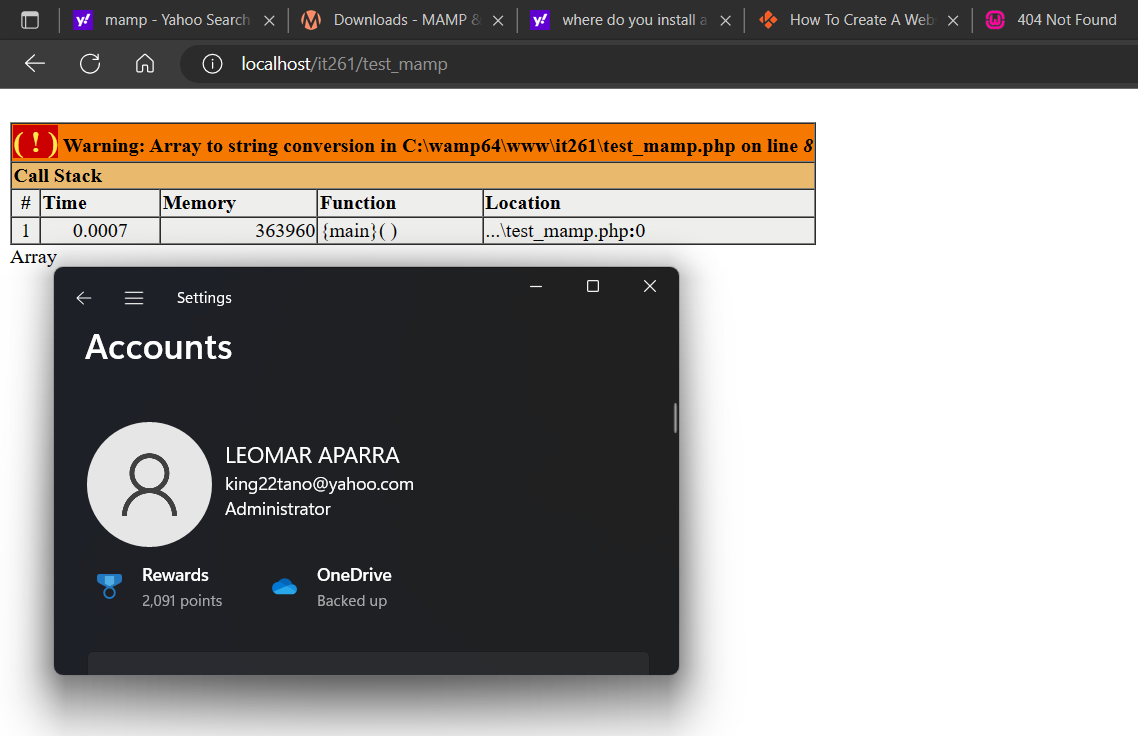 mamp - Yahoo Search
Downloads - MAMP &
where do you install a
How To Create A Web
404 Not Found
localhost/it261/test_mamp
( ! ) Warning: Array to string conversion in C:\wamp64\www\it261\test_mamp.php on line 8
Call Stack
# Time Memory Function Location
1 0.0007 363960 {main}( ) ...\test_mamp.php:0
Array
Settings
Accounts
LEOMAR APARRA
king22tano@yahoo.com
Administrator
Rewards
2,091 points
OneDrive
Backed up